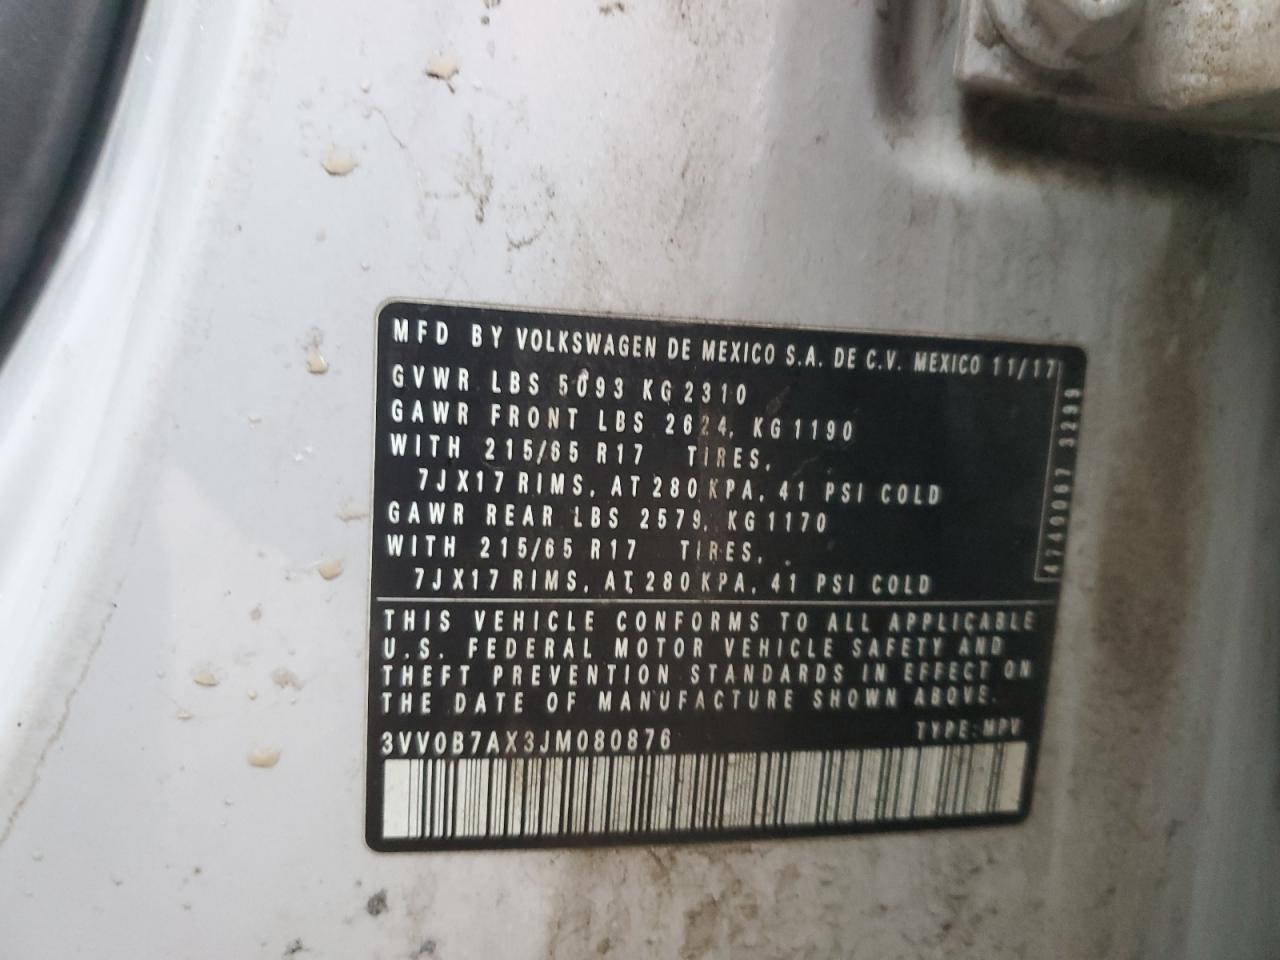 MFD BY VOLKSWAGEN DE MEXICO S.A. DE C.V. MEXICO 11/17
GVWR LBS 5093 KG 2310
GAWR FRONT LBS 2624, KG 1190
WITH 215/65 R17 TIRES,
7JX17 RIMS, AT 280 KPA, 41 PSI COLD
GAWR REAR LBS 2579, KG 1170
WITH 215/65 R17 TIRES,
7JX17 RIMS, AT 280 KPA, 41 PSI COLD
4740067 3299
THIS VEHICLE CONFORMS TO ALL APPLICABLE
U.S. FEDERAL MOTOR VEHICLE SAFETY AND
THEFT PREVENTION STANDARDS IN EFFECT ON
THE DATE OF MANUFACTURE SHOWN ABOVE.
3VV0B7AX3JM080876 TYPE: MPV